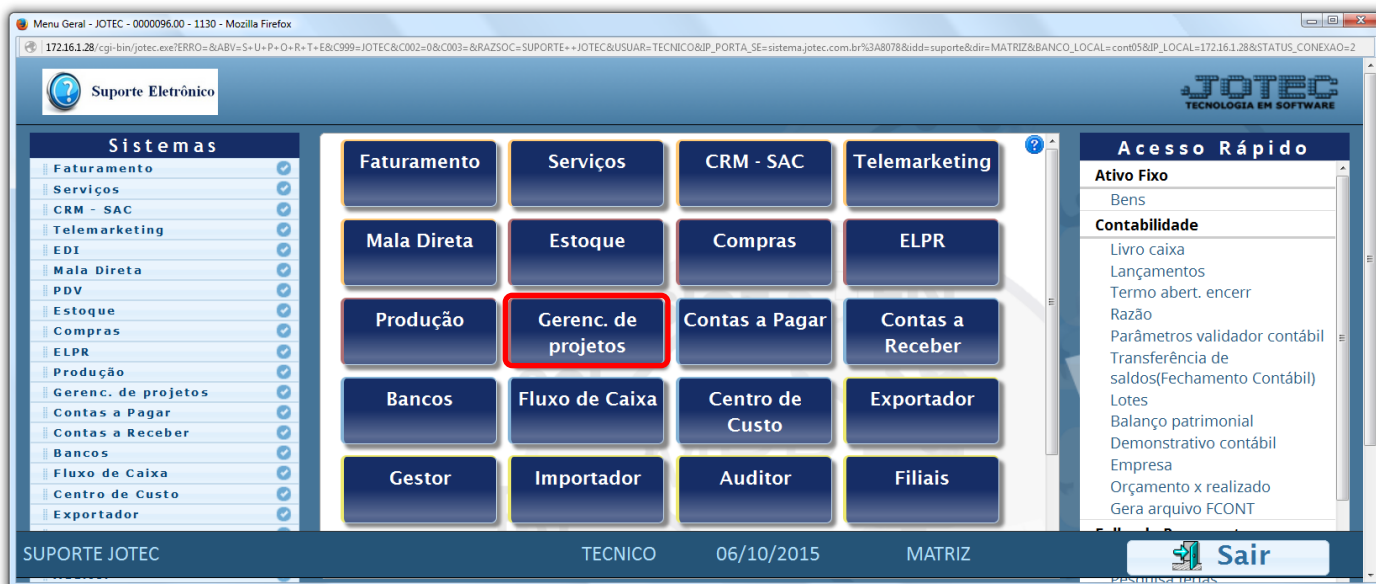 Menu Geral - JOTEC - 0000096.00 - 1130 - Mozilla Firefox
172.16.1.28/cgi-bin/jotec.exe?ERRO=&ABV=S+U+P+O+R+T+E&C999=JOTEC&C002=0&C003=&RAZSOC=SUPORTE++JOTEC&USUAR=TECNICO&IP_PORTA_SE=sistema.jotec.com.br%3A8078&idd=suporte&dir=MATRIZ&BANCO_LOCAL=cont05&IP_LOCAL=172.16.1.28&STATUS_CONEXAO=2
Suporte Eletrônico
JOTEC
TECNOLOGIA EM SOFTWARE
Sistemas
Faturamento
Serviços
CRM - SAC
Telemarketing
EDI
Mala Direta
PDV
Estoque
Compras
ELPR
Produção
Gerenc. de projetos
Contas a Pagar
Contas a Receber
Bancos
Fluxo de Caixa
Centro de Custo
Exportador
Faturamento
Serviços
CRM - SAC
Telemarketing
Mala Direta
Estoque
Compras
ELPR
Produção
Gerenc. de
projetos
Contas a Pagar
Contas a
Receber
Bancos
Fluxo de Caixa
Centro de
Custo
Exportador
Gestor
Importador
Auditor
Filiais
Acesso Rápido
Ativo Fixo
Bens
Contabilidade
Livro caixa
Lançamentos
Termo abert. encerr
Razão
Parâmetros validador contábil
Transferência de
saldos(Fechamento Contábil)
Lotes
Balanço patrimonial
Demonstrativo contábil
Empresa
Orçamento x realizado
Gera arquivo FCONT
SUPORTE JOTEC
TECNICO
06/10/2015
MATRIZ
Sair